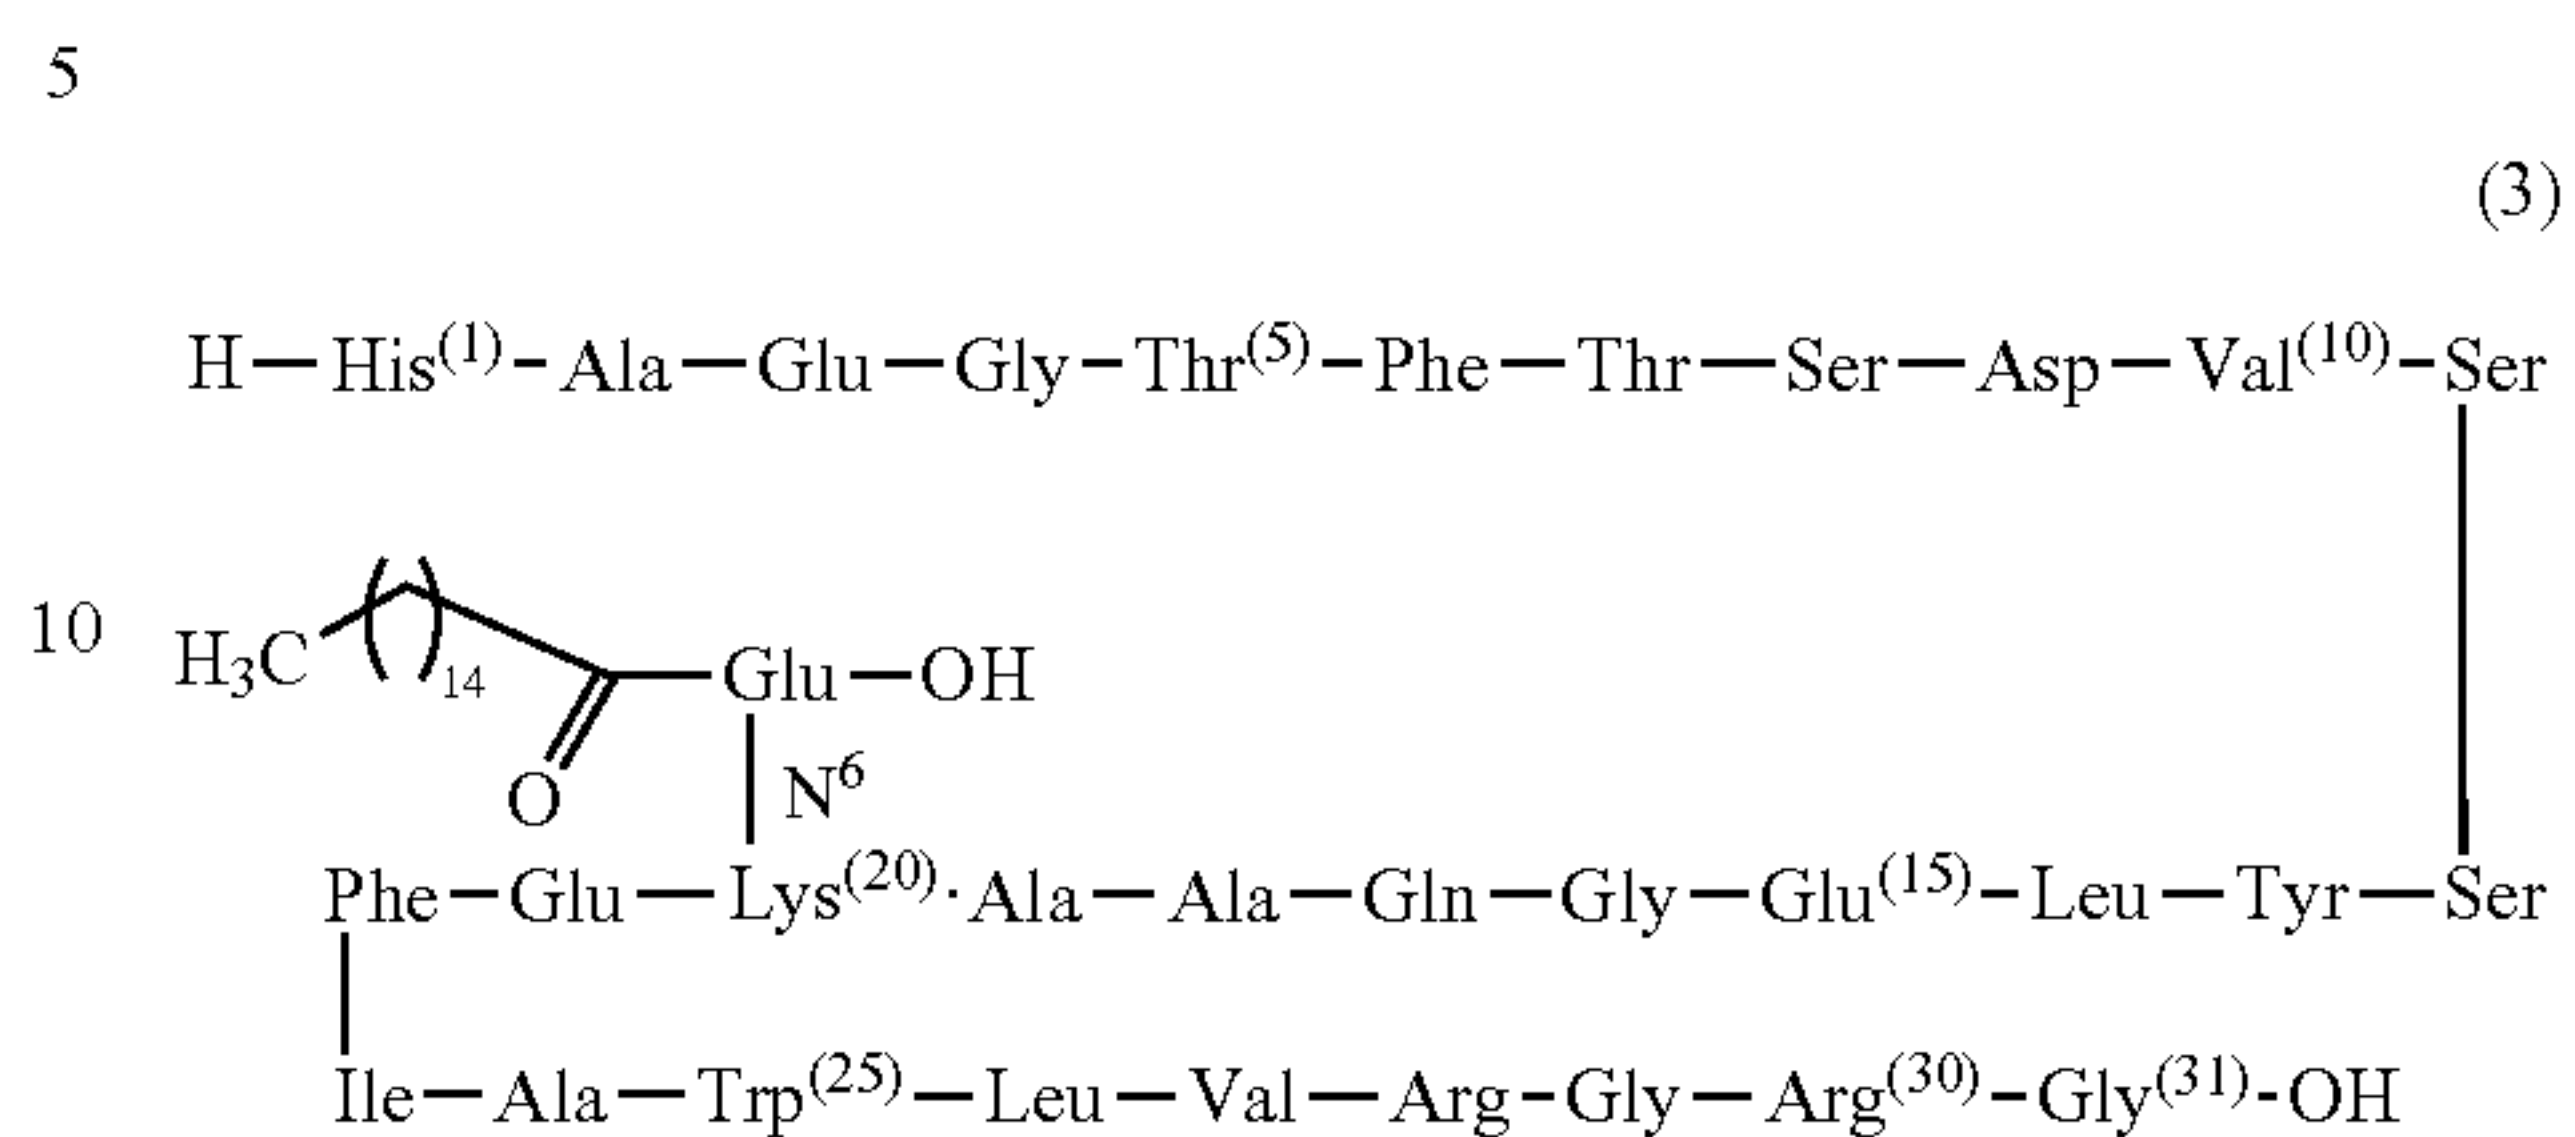 5
(3)
H—His(1)-Ala—Glu—Gly—Thr(5)-Phe—Thr—Ser—Asp—Val(10)-Ser
10 H₃C ( )₁₄ Glu—OH
O N⁶
Phe—Glu—Lys(20)·Ala—Ala—Gln—Gly—Glu(15)-Leu—Tyr—Ser
Ile—Ala—Trp(25)—Leu—Val—Arg-Gly—Arg(30)-Gly(31)-OH